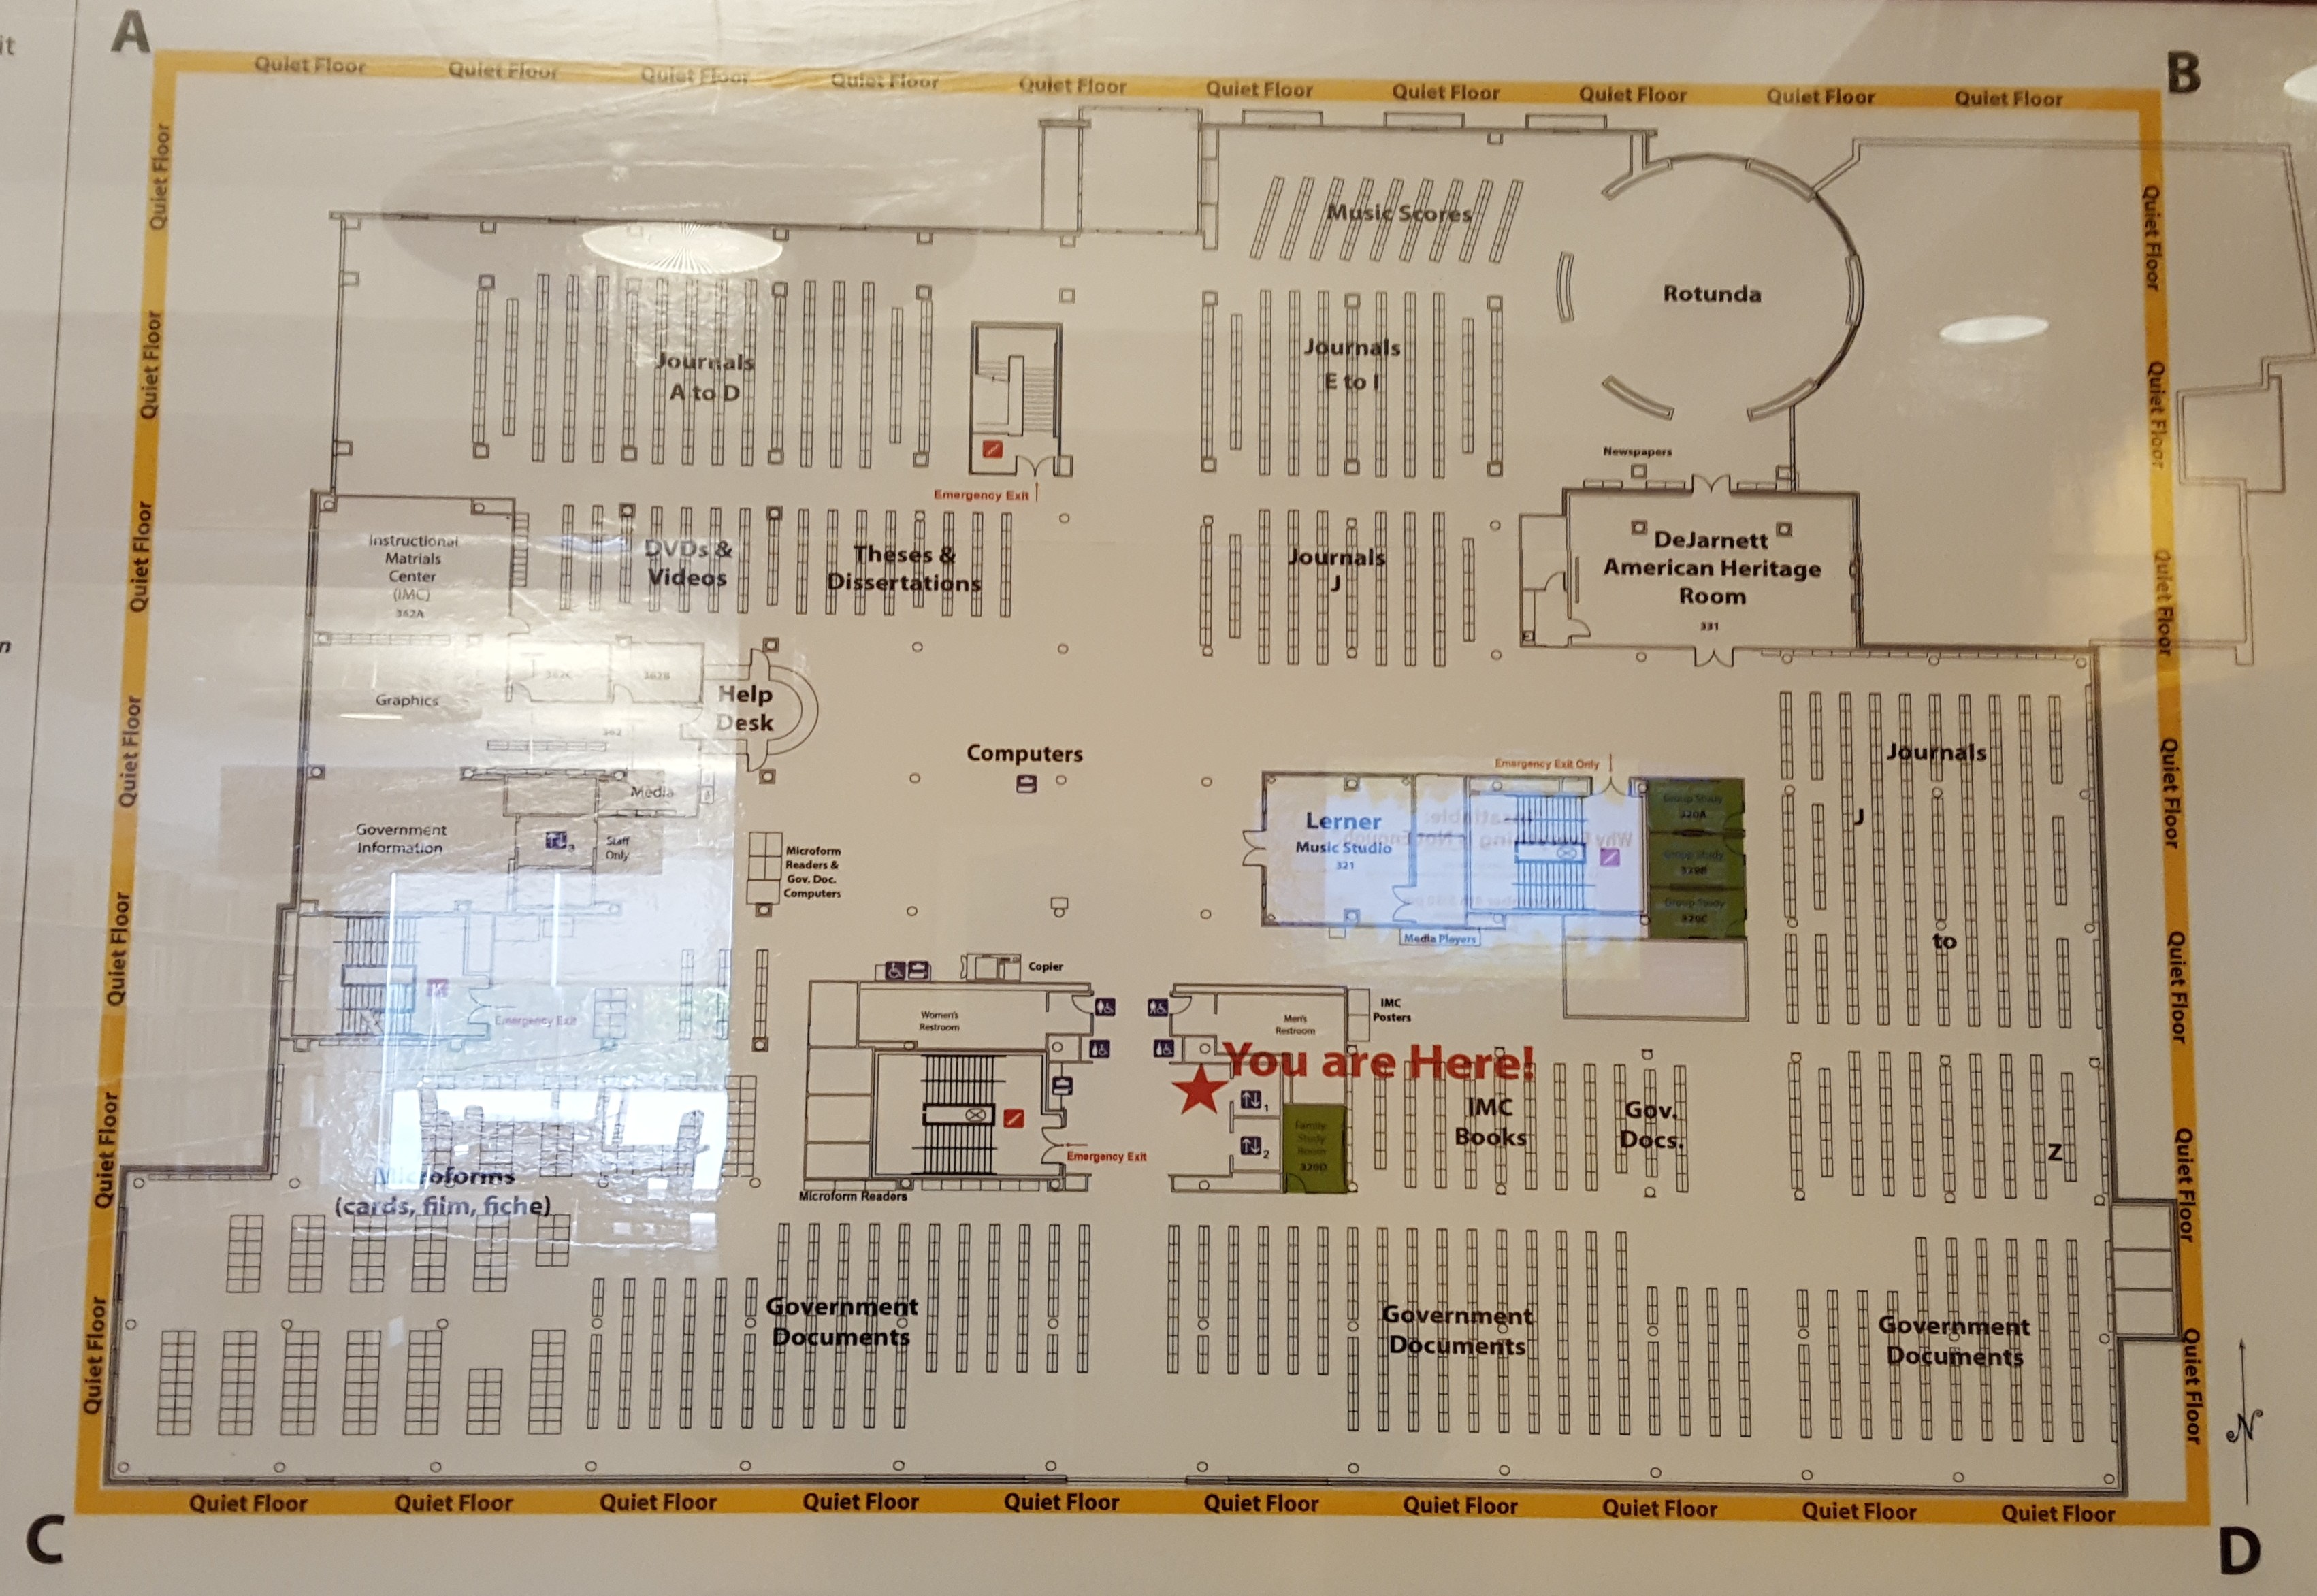 A
B
it
Quiet Floor Quiet Floor Quiet Floor Quiet Floor Quiet Floor Quiet Floor Quiet Floor Quiet Floor Quiet Floor Quiet Floor
Quiet Floor
Quiet Floor
Quiet Floor
Quiet Floor
Quiet Floor
Quiet Floor
Quiet Floor
Music Scores
Rotunda
Quiet Floor
Quiet Floor
Quiet Floor
Quiet Floor
Quiet Floor
Quiet Floor
Quiet Floor
Journals
A to D
Journals
E to I
Newspapers
Emergency Exit
Instructional
Matrials
Center
(IMC)
362A
DVDs &
Videos
Theses &
Dissertations
Journals
J
DeJarnett
American Heritage
Room
331
n
Graphics
362C
362B
362
Help
Desk
Computers
Emergency Exit Only
Journals
J
to
Z
Media
Government
Information
3
Staff
Only
Microform
Readers &
Gov. Doc.
Computers
Lerner
Music Studio
321
Media Players
Group Study
320A
Group Study
320B
Group Study
320C
Emergency Exit
Copier
Women's
Restroom
Men's
Restroom
IMC
Posters
You are Here!
1
2
Family
Study
Room
320D
IMC
Books
Gov.
Docs.
Emergency Exit
Microform Readers
Microforms
(cards, film, fiche)
Government
Documents
Government
Documents
Government
Documents
N
Quiet Floor Quiet Floor Quiet Floor Quiet Floor Quiet Floor Quiet Floor Quiet Floor Quiet Floor Quiet Floor Quiet Floor
C
D